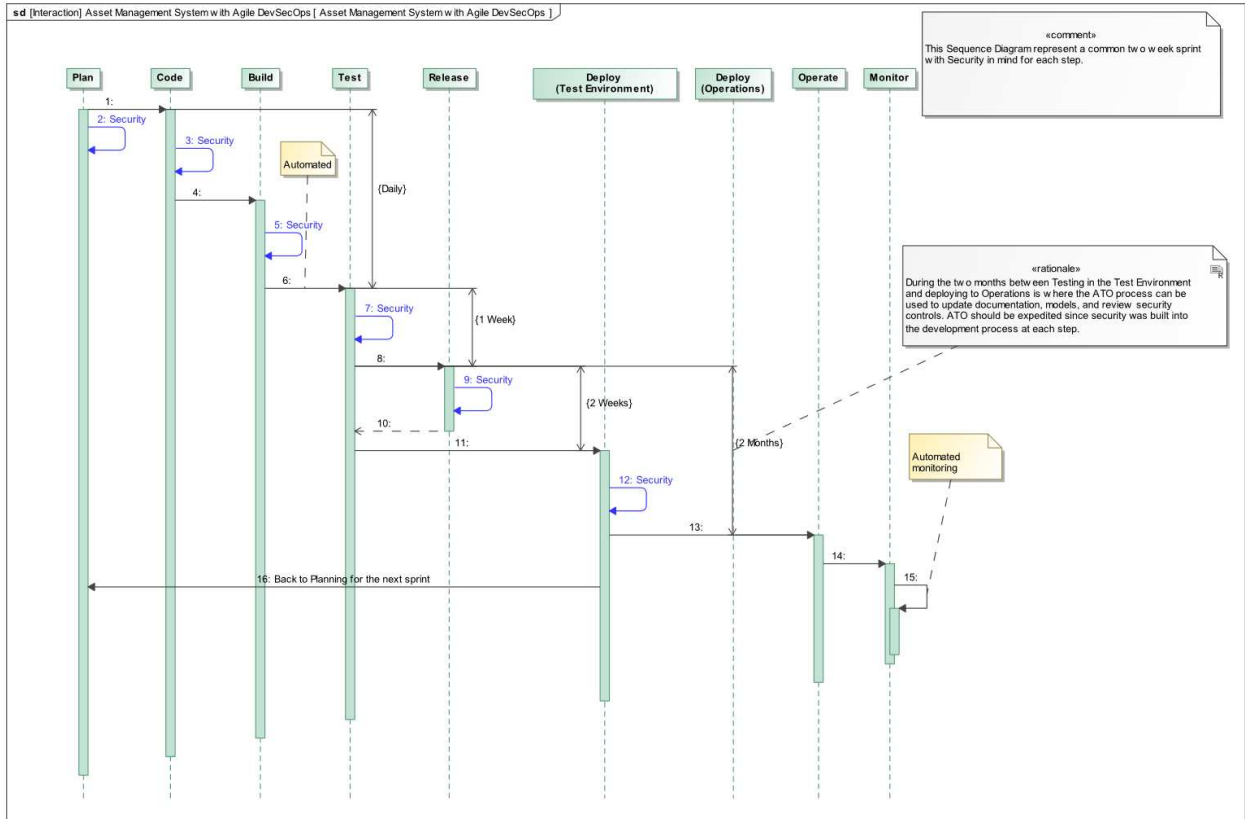 sd [Interaction] Asset Management System with Agile DevSecOps [ Asset Management System with Agile DevSecOps ]
«comment»
This Sequence Diagram represent a common two week sprint
with Security in mind for each step.
Plan
Code
Build
Test
Release
Deploy
(Test Environment)
Deploy
(Operations)
Operate
Monitor
1:
2: Security
3: Security
Automated
{Daily}
4:
5: Security
6:
«rationale»
During the two months between Testing in the Test Environment
and deploying to Operations is where the ATO process can be
used to update documentation, models, and review security
controls. ATO should be expedited since security was built into
the development process at each step.
7: Security
{1 Week}
8:
9: Security
{2 Weeks}
10:
11:
{2 Months}
Automated
monitoring
12: Security
13:
14:
15:
16: Back to Planning for the next sprint